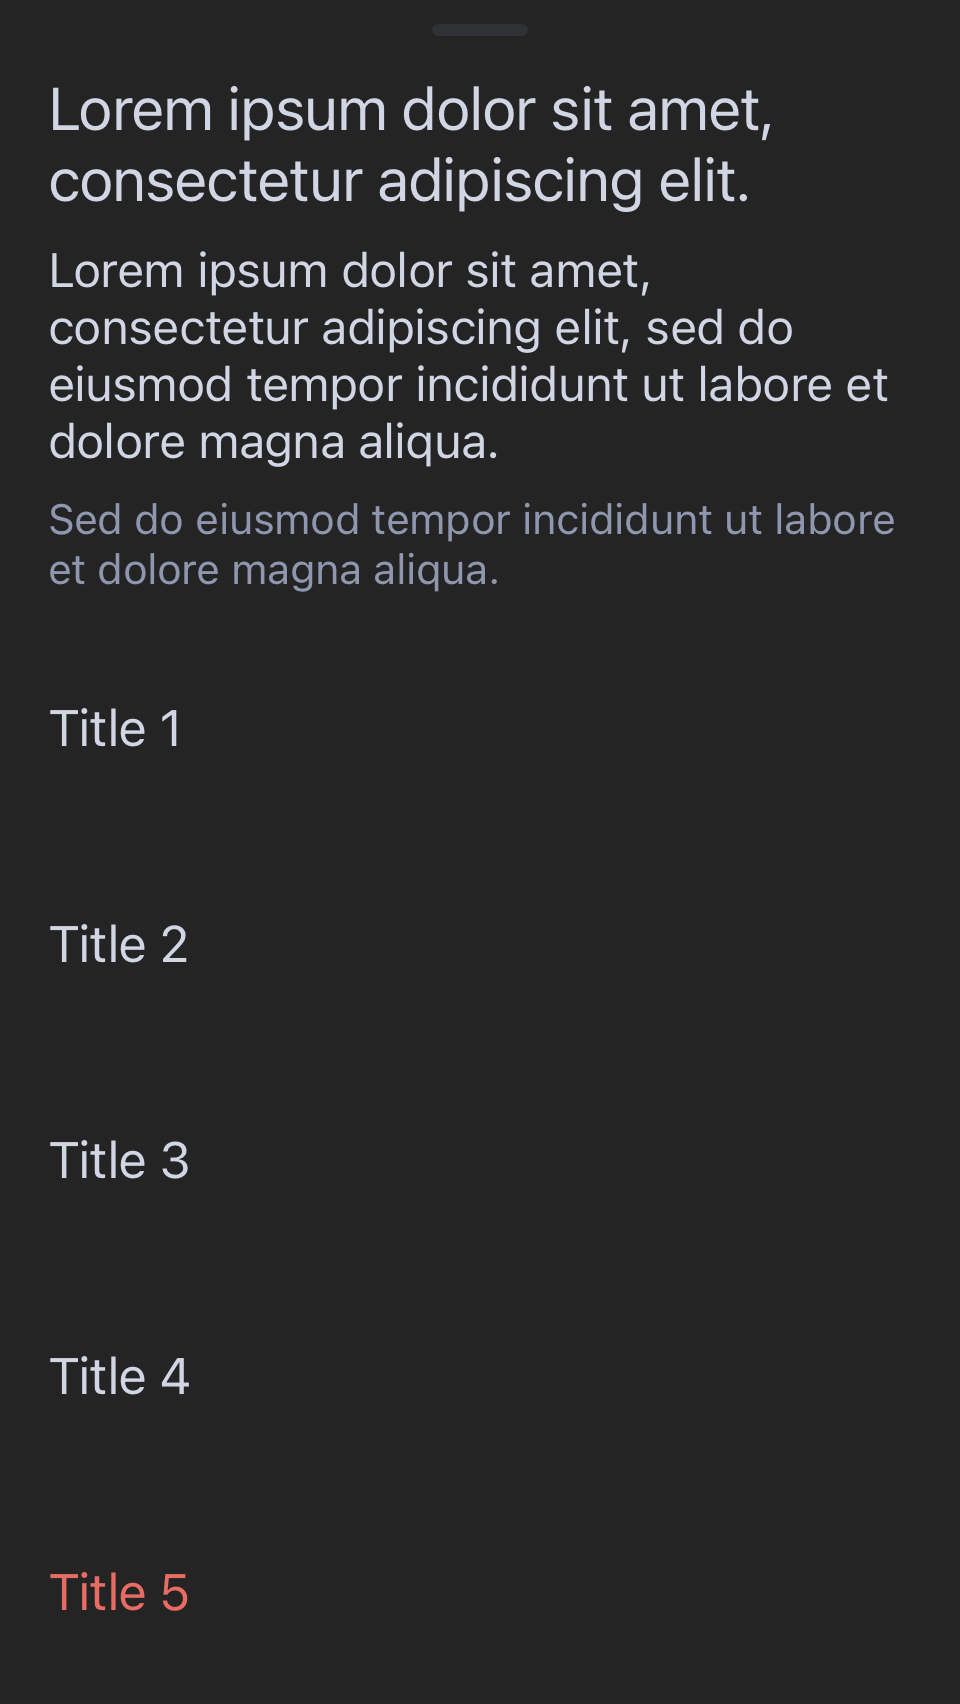 Lorem ipsum dolor sit amet,
consectetur adipiscing elit.
Lorem ipsum dolor sit amet,
consectetur adipiscing elit, sed do
eiusmod tempor incididunt ut labore et
dolore magna aliqua.
Sed do eiusmod tempor incididunt ut labore
et dolore magna aliqua.
Title 1
Title 2
Title 3
Title 4
Title 5